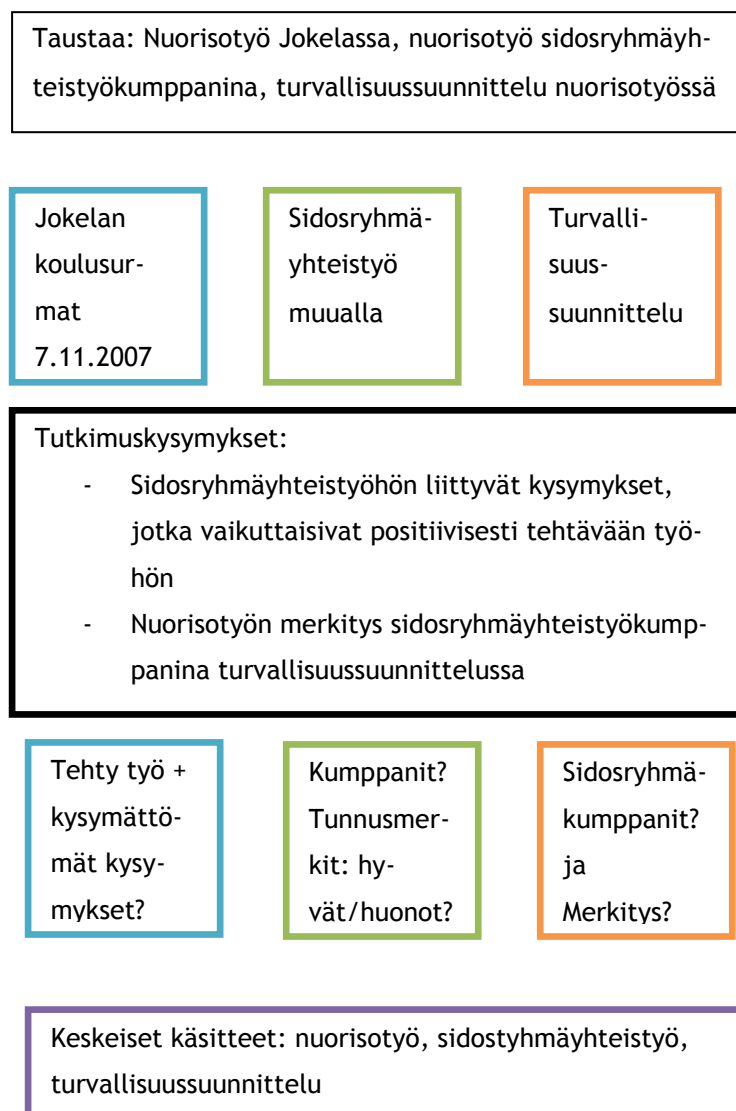 Taustaa: Nuorisotyö Jokelassa, nuorisotyö sidosryhmäyh-
teistyökumppanina, turvallisuussuunnittelu nuorisotyössä
Jokelan
koulusur-
mat
7.11.2007
Sidosryhmä-
yhteistyö
muualla
Turvalli-
suus-
suunnittelu
Tutkimuskysymykset:
- Sidosryhmäyhteistyöhön liittyvät kysymykset,
jotka vaikuttaisivat positiivisesti tehtävään työ-
hön
- Nuorisotyön merkitys sidosryhmäyhteistyökump-
panina turvallisuussuunnittelussa
Tehty työ +
kysymättö-
mät kysy-
mykset?
Kumppanit?
Tunnusmer-
kit: hy-
vät/huonot?
Sidosryhmä-
kumppanit?
ja
Merkitys?
Keskeiset käsitteet: nuorisotyö, sidostyhmäyhteistyö,
turvallisuussuunnittelu